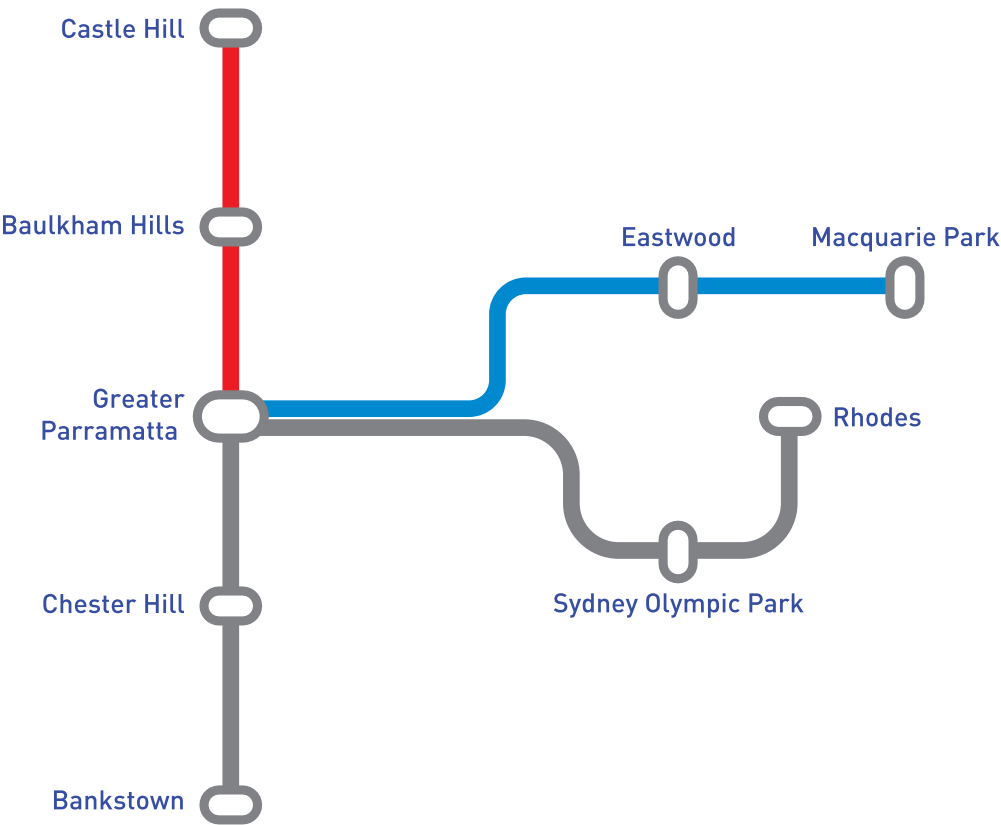 Castle Hill
Baulkham Hills
Eastwood
Macquarie Park
Greater
Parramatta
Rhodes
Chester Hill
Sydney Olympic Park
Bankstown